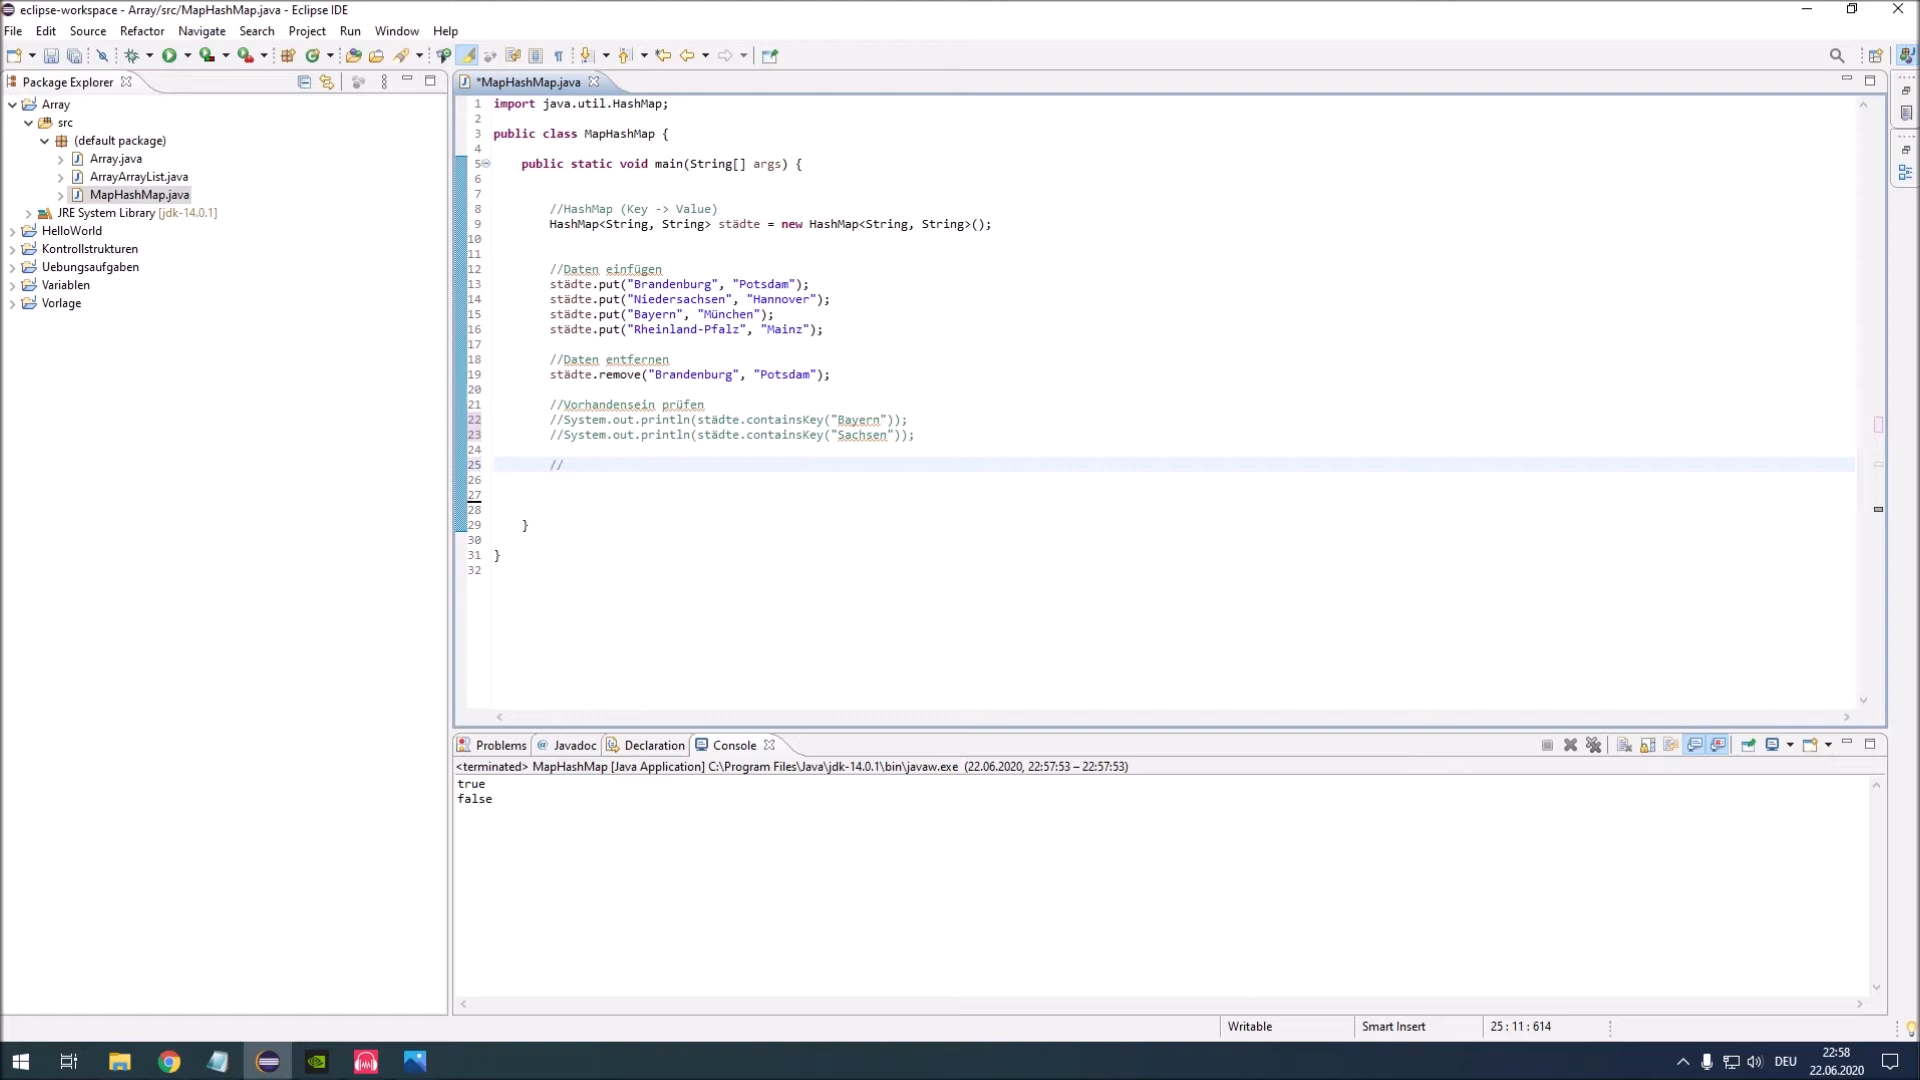 eclipse-workspace - Array/src/MapHashMap.java - Eclipse IDE
File Edit Source Refactor Navigate Search Project Run Window Help
Package Explorer
Array
src
(default package)
Array.java
ArrayArrayList.java
MapHashMap.java
JRE System Library [jdk-14.0.1]
HelloWorld
Kontrollstrukturen
Uebungsaufgaben
Variablen
Vorlage
*MapHashMap.java
1 import java.util.HashMap;
2
3 public class MapHashMap {
4
5 public static void main(String[] args) {
6
7
8 //HashMap (Key -> Value)
9 HashMap<String, String> städte = new HashMap<String, String>();
10
11
12 //Daten einfügen
13 städte.put("Brandenburg", "Potsdam");
14 städte.put("Niedersachsen", "Hannover");
15 städte.put("Bayern", "München");
16 städte.put("Rheinland-Pfalz", "Mainz");
17
18 //Daten entfernen
19 städte.remove("Brandenburg", "Potsdam");
20
21 //Vorhandensein prüfen
22 //System.out.println(städte.containsKey("Bayern"));
23 //System.out.println(städte.containsKey("Sachsen"));
24
25 //
26
27
28
29 }
30
31 }
32
Problems Javadoc Declaration Console
<terminated> MapHashMap [Java Application] C:\Program Files\Java\jdk-14.0.1\bin\javaw.exe (22.06.2020, 22:57:53 – 22:57:53)
true
false
Writable Smart Insert 25 : 11 : 614
DEU 22:58
22.06.2020